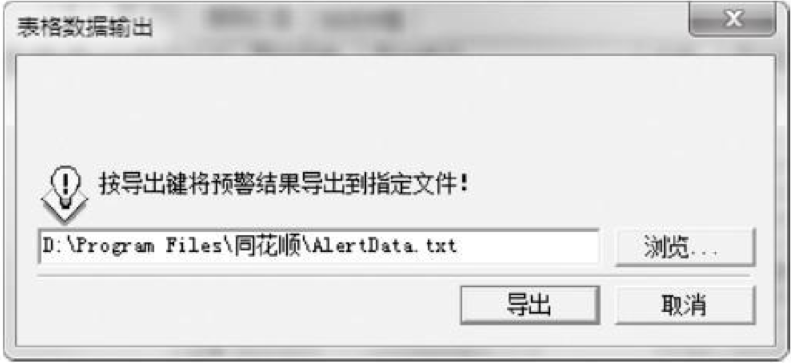 表格数据输出
按导出键将预警结果导出到指定文件！
D:\Program Files\同花顺\AlertData.txt
浏览...
导出
取消